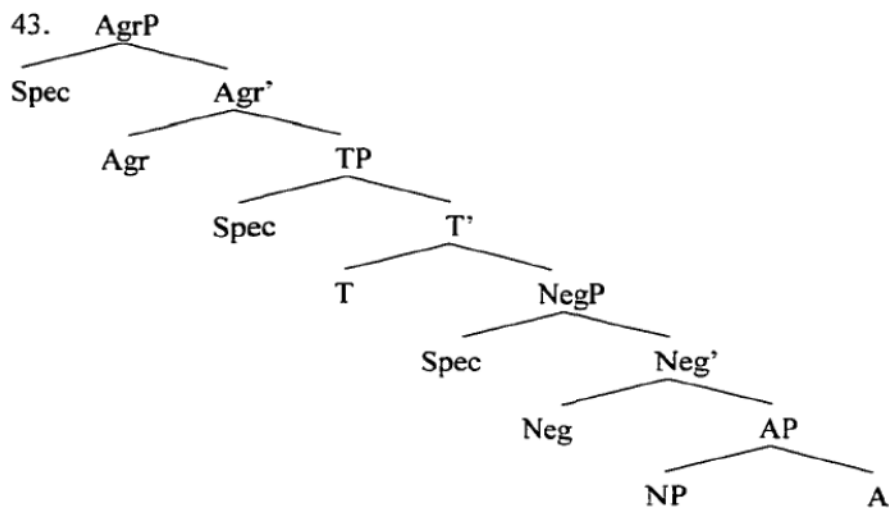 43. AgrP
Spec Agr’
Agr TP
Spec T’
T NegP
Spec Neg’
Neg AP
NP A